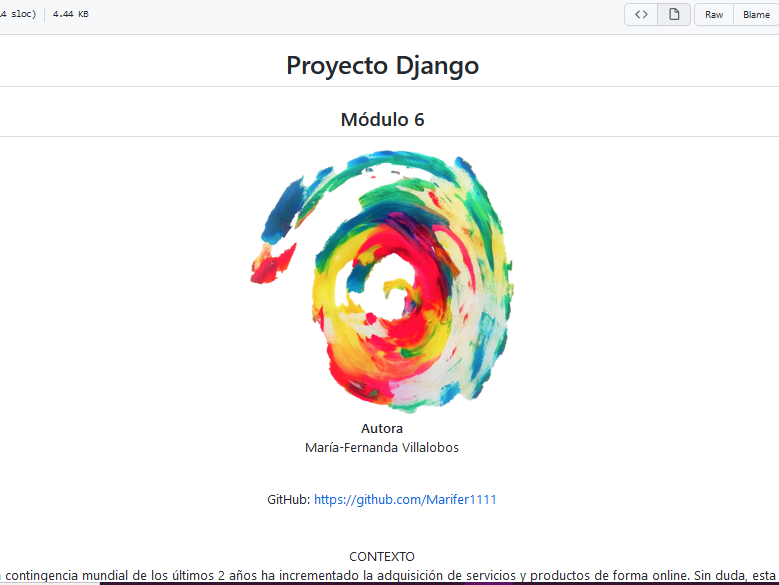 sloc) 4.44 KB Raw Blame
Proyecto Django
Módulo 6
Autora
María-Fernanda Villalobos
GitHub: https://github.com/Marifer1111
CONTEXTO
contingencia mundial de los últimos 2 años ha incrementado la adquisición de servicios y productos de forma online. Sin duda, esta